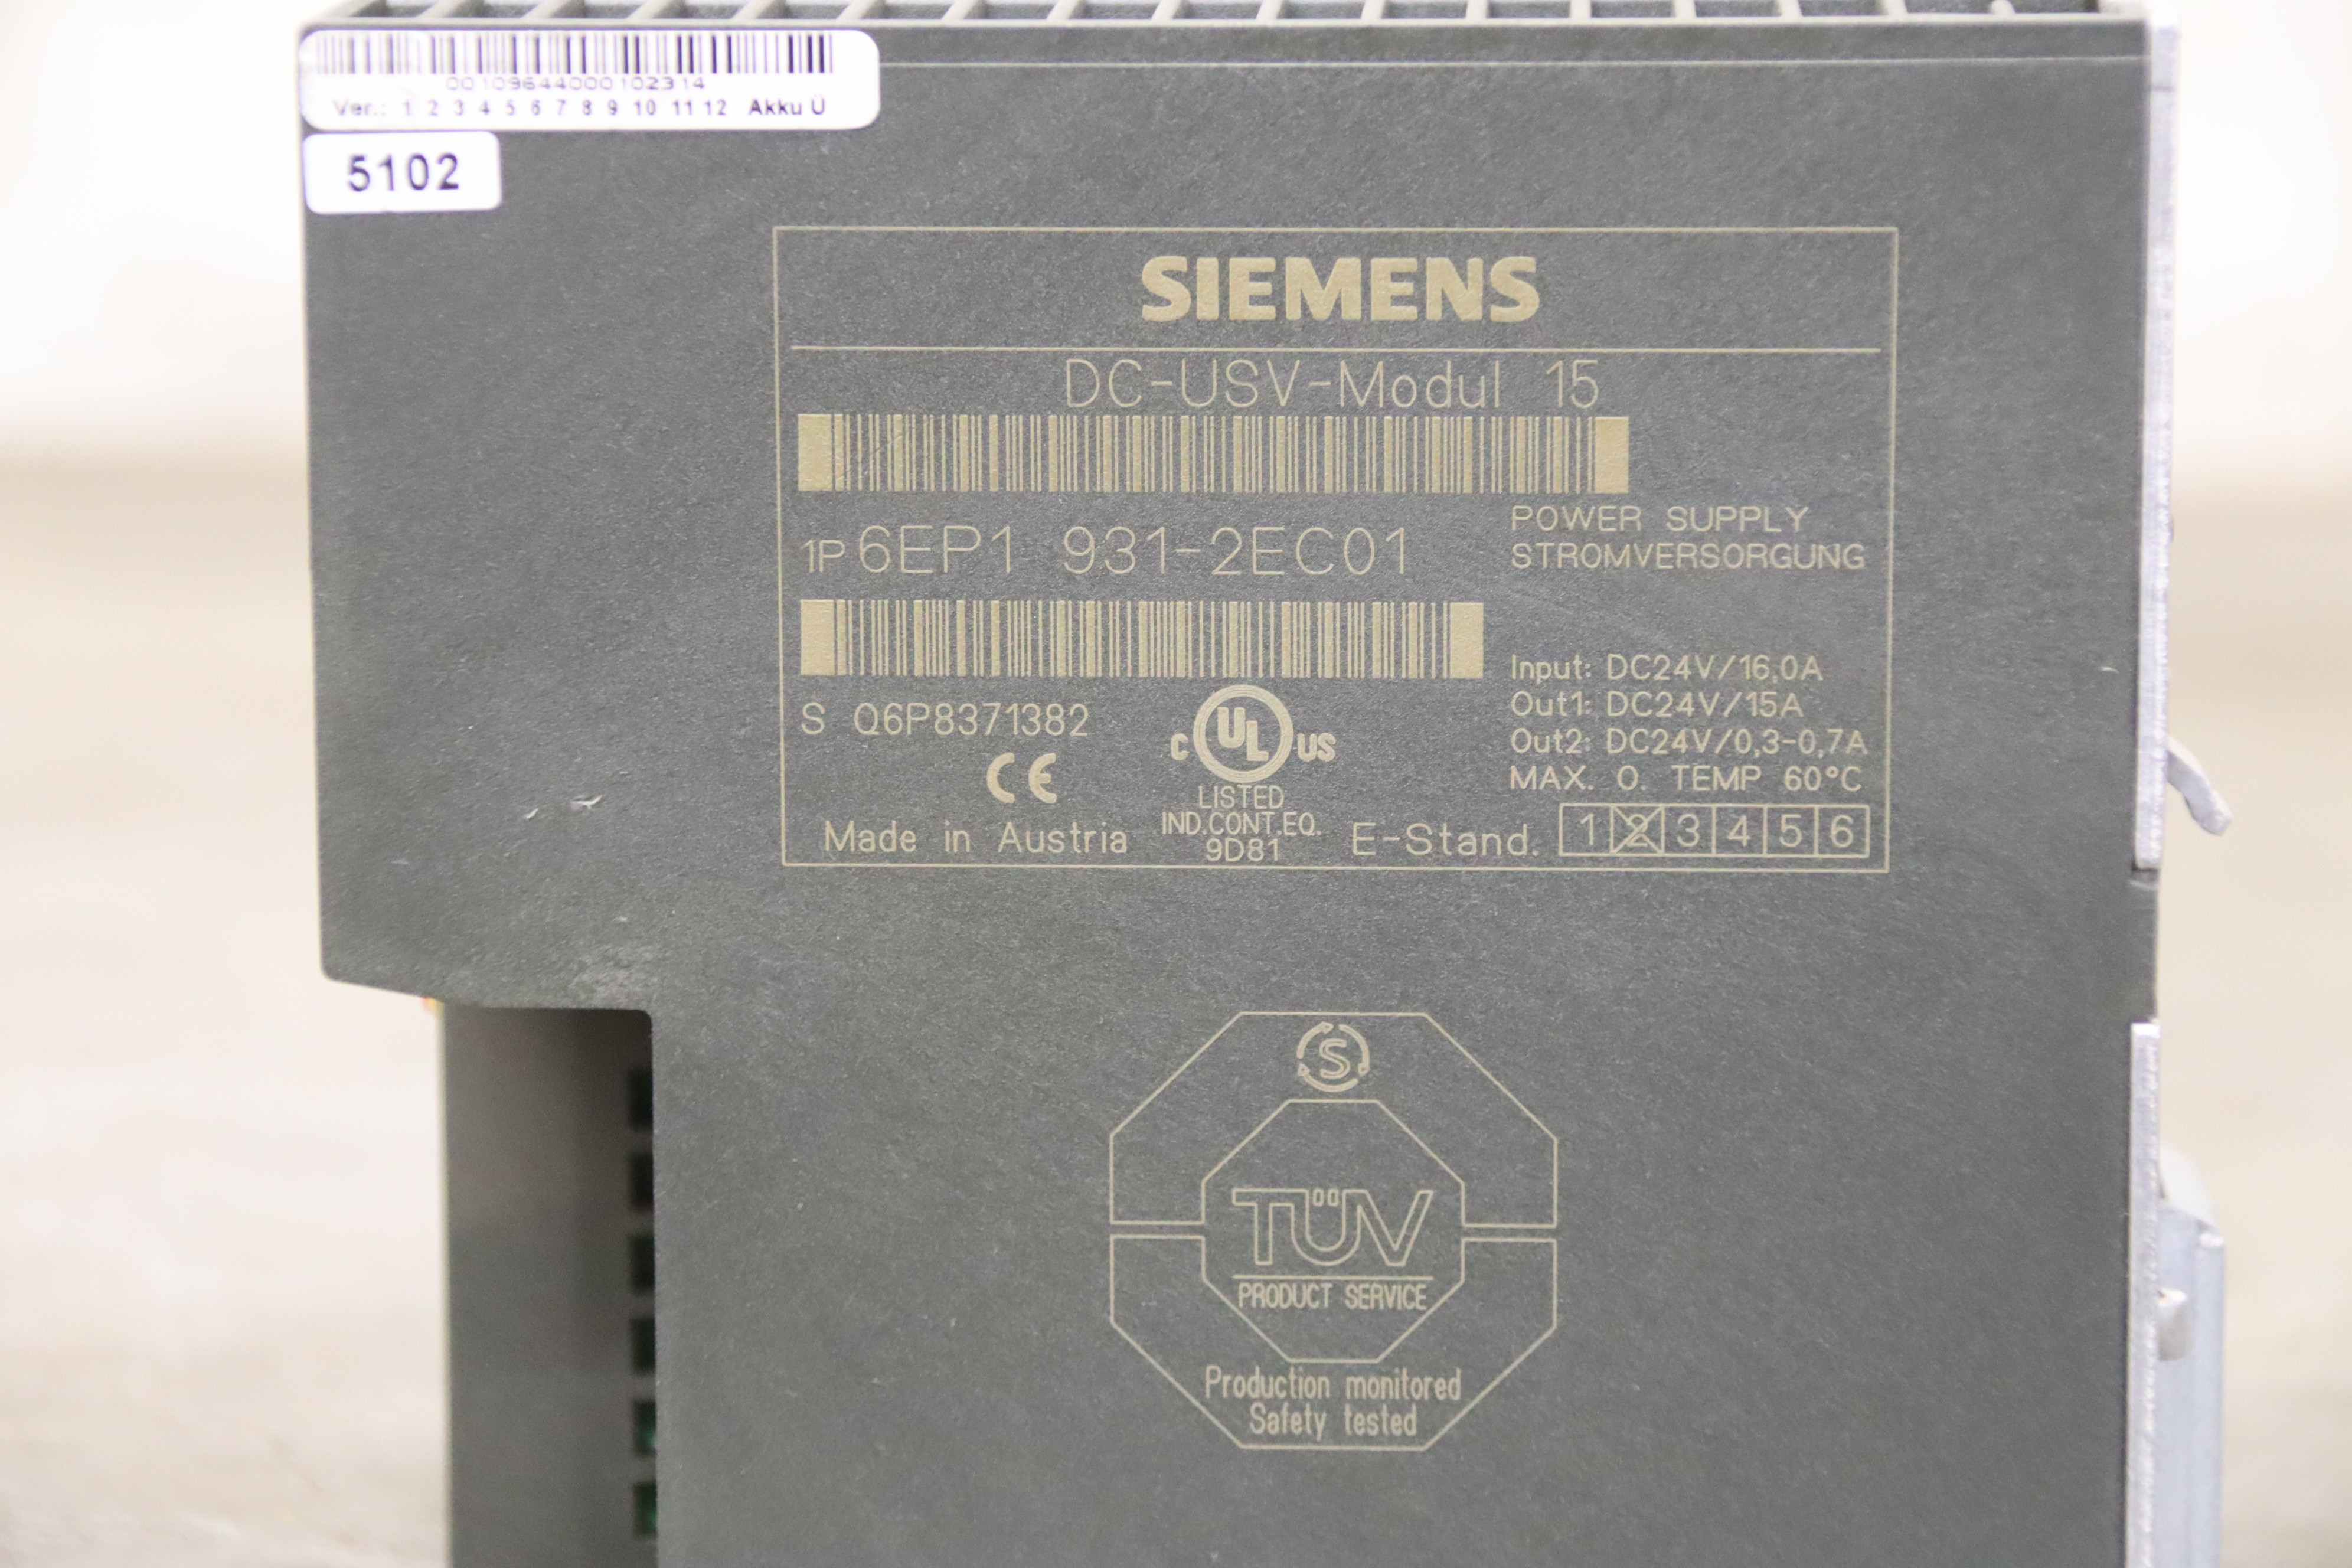 00109644000102314
Ver.: 1 2 3 4 5 6 7 8 9 10 11 12 Akku Ü
5102
SIEMENS
DC-USV-Modul 15
1P 6EP1 931-2EC01
POWER SUPPLY
STROMVERSORGUNG
S Q6P8371382
Input: DC24V/16,0A
Out1: DC24V/15A
Out2: DC24V/0,3-0,7A
MAX. O. TEMP 60°C
CE
C UL US
LISTED
IND.CONT.EQ.
9D81
Made in Austria
E-Stand. 1 2 3 4 5 6
S
TÜV
PRODUCT SERVICE
Production monitored
Safety tested